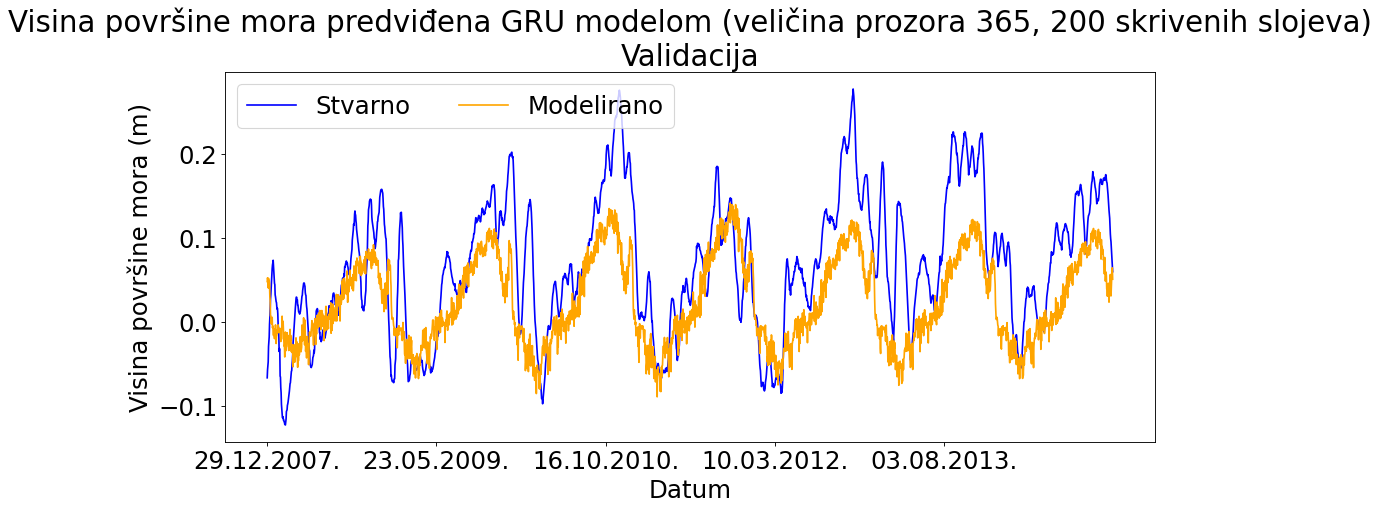 Visina površine mora predviđena GRU modelom (veličina prozora 365, 200 skrivenih slojeva)
Validacija
Stvarno
Modelirano
Visina površine mora (m)
0.2
0.1
0.0
−0.1
29.12.2007.
23.05.2009.
16.10.2010.
10.03.2012.
03.08.2013.
Datum